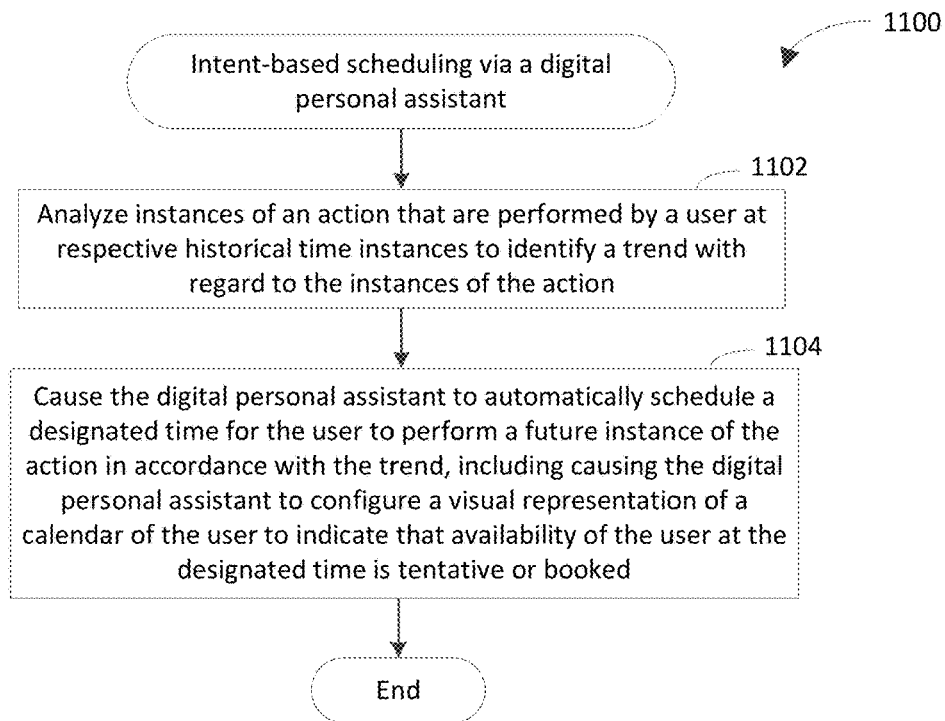 1100
Intent-based scheduling via a digital
personal assistant
1102
Analyze instances of an action that are performed by a user at
respective historical time instances to identify a trend with
regard to the instances of the action
1104
Cause the digital personal assistant to automatically schedule a
designated time for the user to perform a future instance of the
action in accordance with the trend, including causing the digital
personal assistant to configure a visual representation of a
calendar of the user to indicate that availability of the user at the
designated time is tentative or booked
End